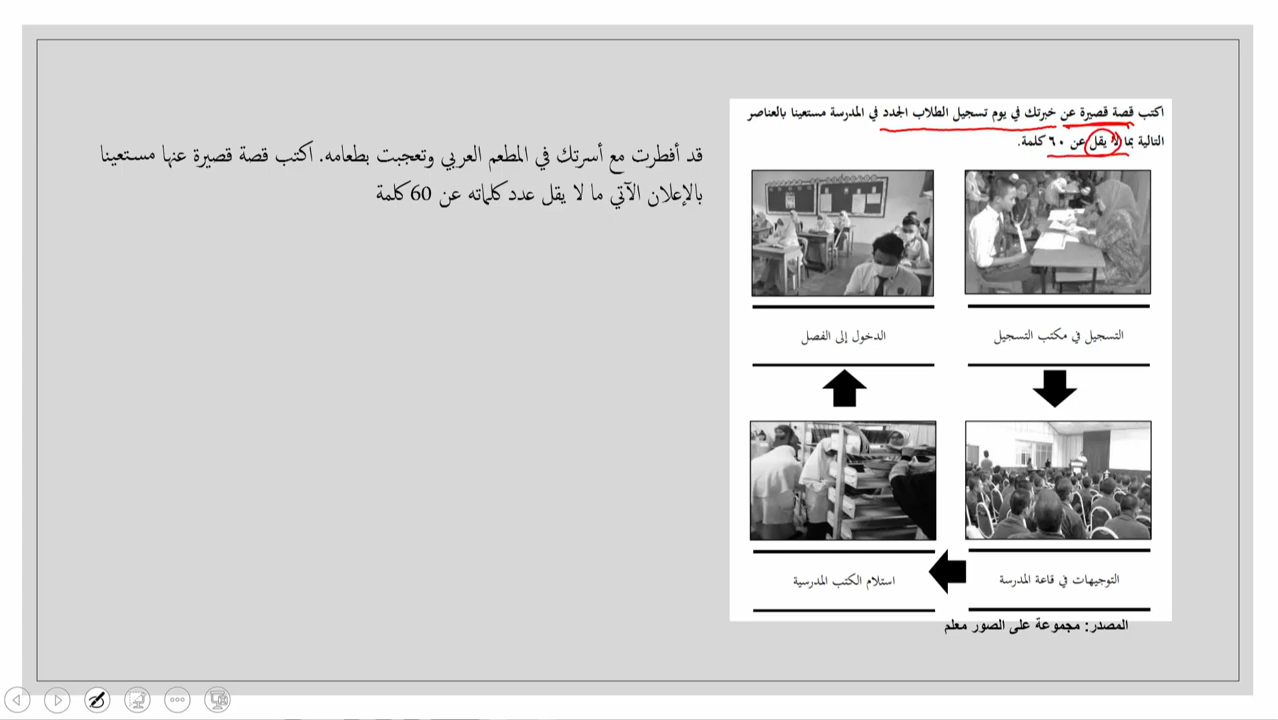 اكتب قصة قصيرة عن خبرتك في يوم تسجيل الطلاب الجدد في المدرسة مستعينا بالعناصر
التالية بما لا يقل عن ٦٠ كلمة.
التسجيل في مكتب التسجيل
الدخول إلى الفصل
التوجيهات في قاعة المدرسة
استلام الكتب المدرسية
المصدر: مجموعة على الصور معلم
قد أفطرت مع أسرتك في المطعم العربي وتعجبت بطعامه. اكتب قصة قصيرة عنها مستعينا
بالإعلان الآتي ما لا يقل عدد كلماته عن 60 كلمة